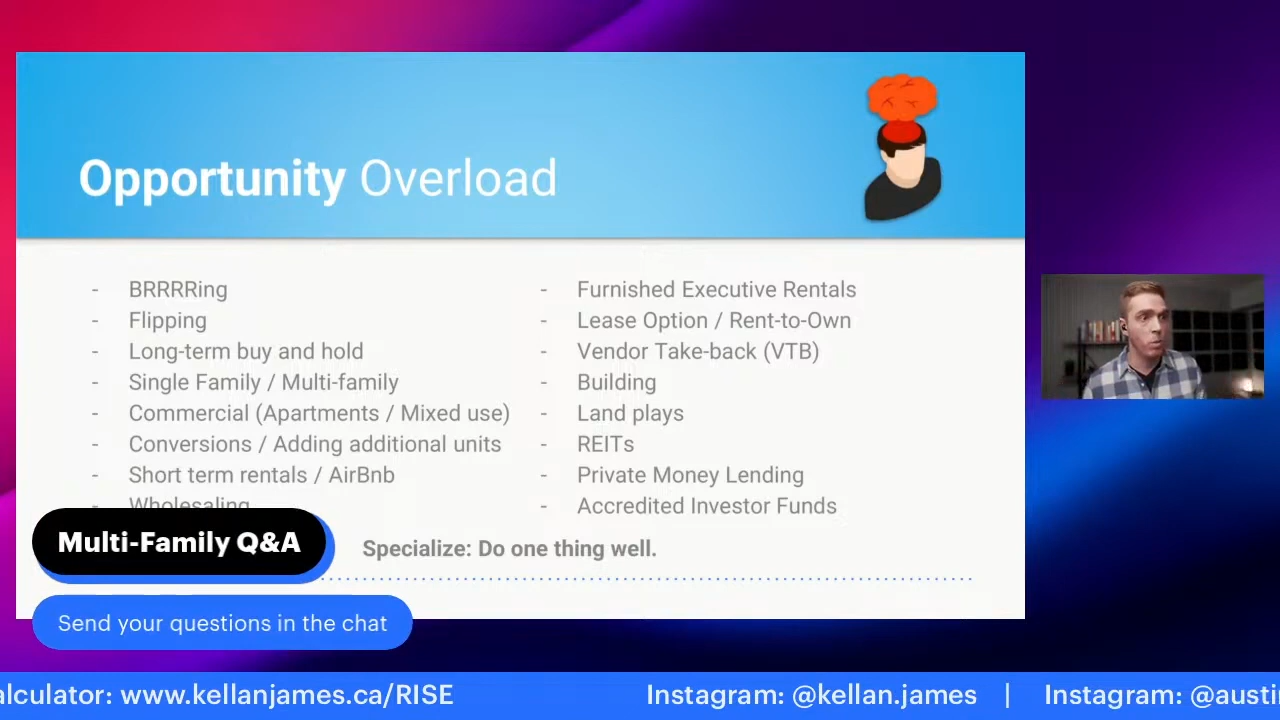 Opportunity Overload
- BRRRRing
- Flipping
- Long-term buy and hold
- Single Family / Multi-family
- Commercial (Apartments / Mixed use)
- Conversions / Adding additional units
- Short term rentals / AirBnb
- Wholesaling
- Furnished Executive Rentals
- Lease Option / Rent-to-Own
- Vendor Take-back (VTB)
- Building
- Land plays
- REITs
- Private Money Lending
- Accredited Investor Funds
Specialize: Do one thing well.
Multi-Family Q&A
Send your questions in the chat
alculator: www.kellanjames.ca/RISE Instagram: @kellan.james | Instagram: @austi